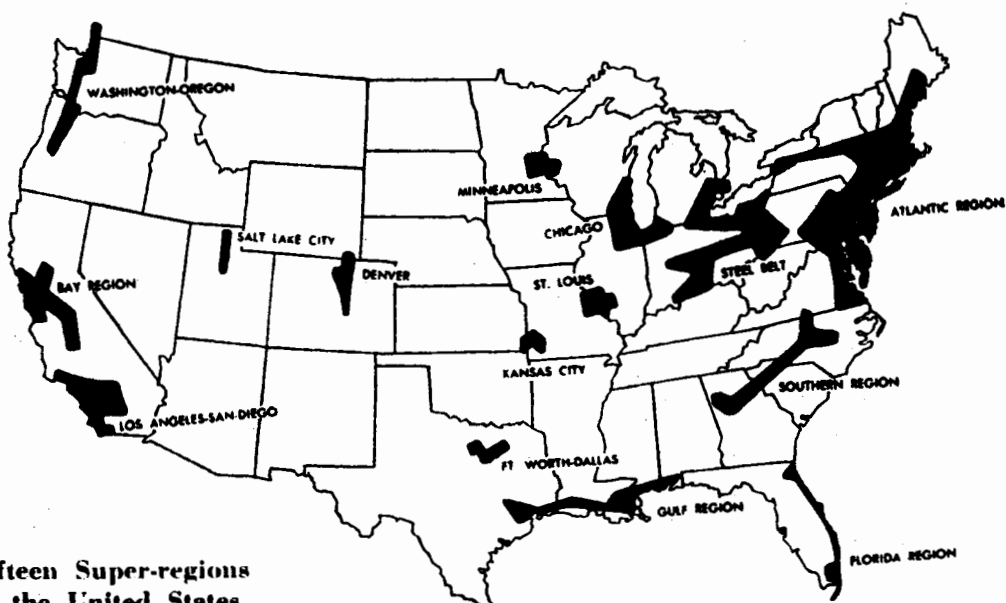 WASHINGTON-OREGON
MINNEAPOLIS
ATLANTIC REGION
CHICAGO
SALT LAKE CITY
STEEL BELT
DENVER
ST. LOUIS
BAY REGION
KANSAS CITY
SOUTHERN REGION
LOS ANGELES-SAN-DIEGO
FT WORTH-DALLAS
GULF REGION
FLORIDA REGION
Super-regions
the United States